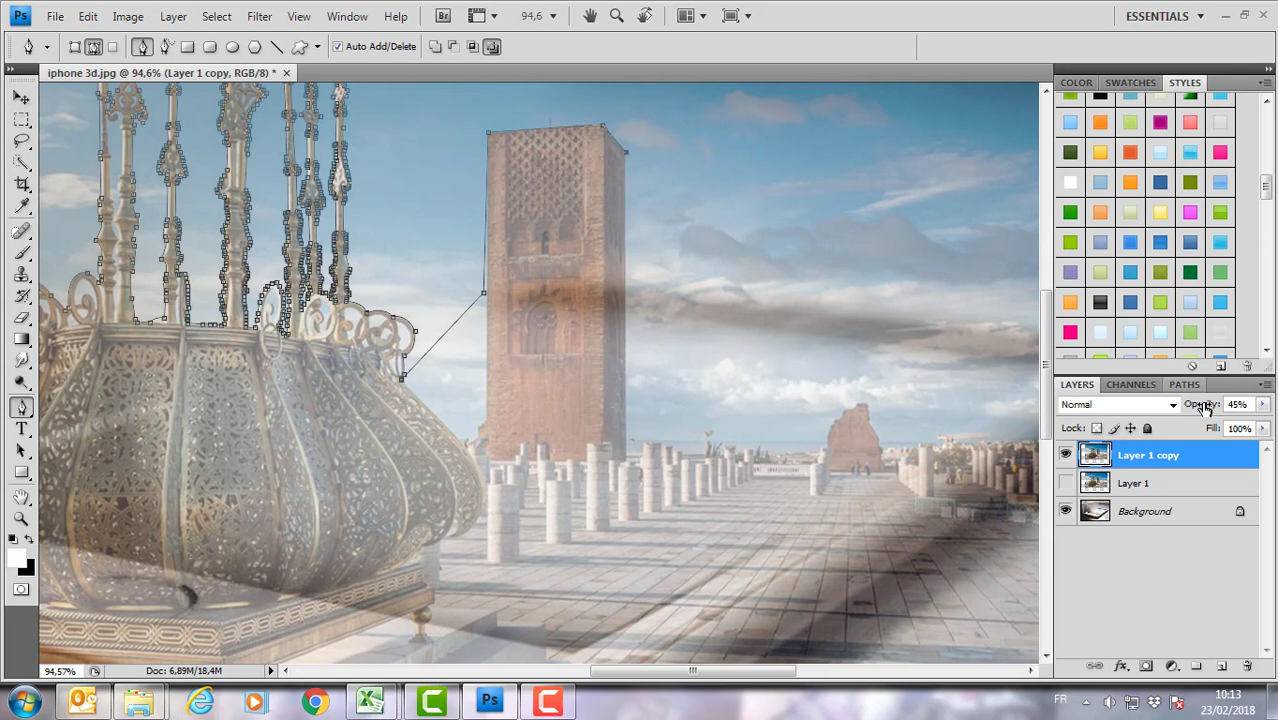 Ps File Edit Image Layer Select Filter View Window Help Br 94,6 ESSENTIALS
Auto Add/Delete
iphone 3d.jpg @ 94,6% (Layer 1 copy, RGB/8) *
COLOR SWATCHES STYLES
LAYERS CHANNELS PATHS
Normal Opacity: 45%
Lock: Fill: 100%
Layer 1 copy
Layer 1
Background
T
94,57% Doc: 6,89M/18,4M
FR
10:13
23/02/2018